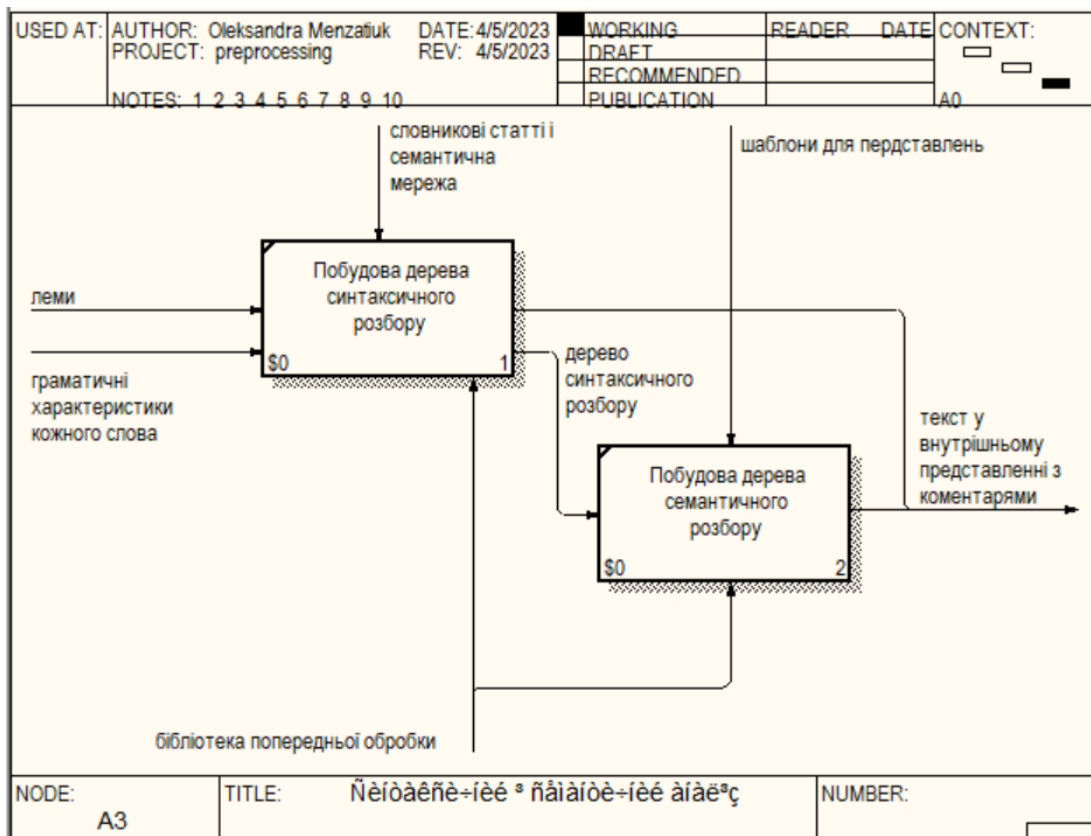 USED AT:
AUTHOR: Oleksandra Menzatiuk
DATE: 4/5/2023
PROJECT: preprocessing
REV: 4/5/2023
NOTES: 1 2 3 4 5 6 7 8 9 10
WORKING
DRAFT
RECOMMENDED
PUBLICATION
READER
DATE
CONTEXT:
A0
словникові статті і
семантична
мережа
шаблони для пердставлень
Побудова дерева
синтаксичного
розбору
$0
1
леми
граматичні
характеристики
кожного слова
дерево
синтаксичного
розбору
Побудова дерева
семантичного
розбору
$0
2
текст у
внутрішньому
представленні з
коментарями
бібліотека попередньої обробки
NODE:
A3
TITLE:
Ñèíòàêñè÷íèé ³ ñåìàíòè÷íèé àíàë³ç
NUMBER: